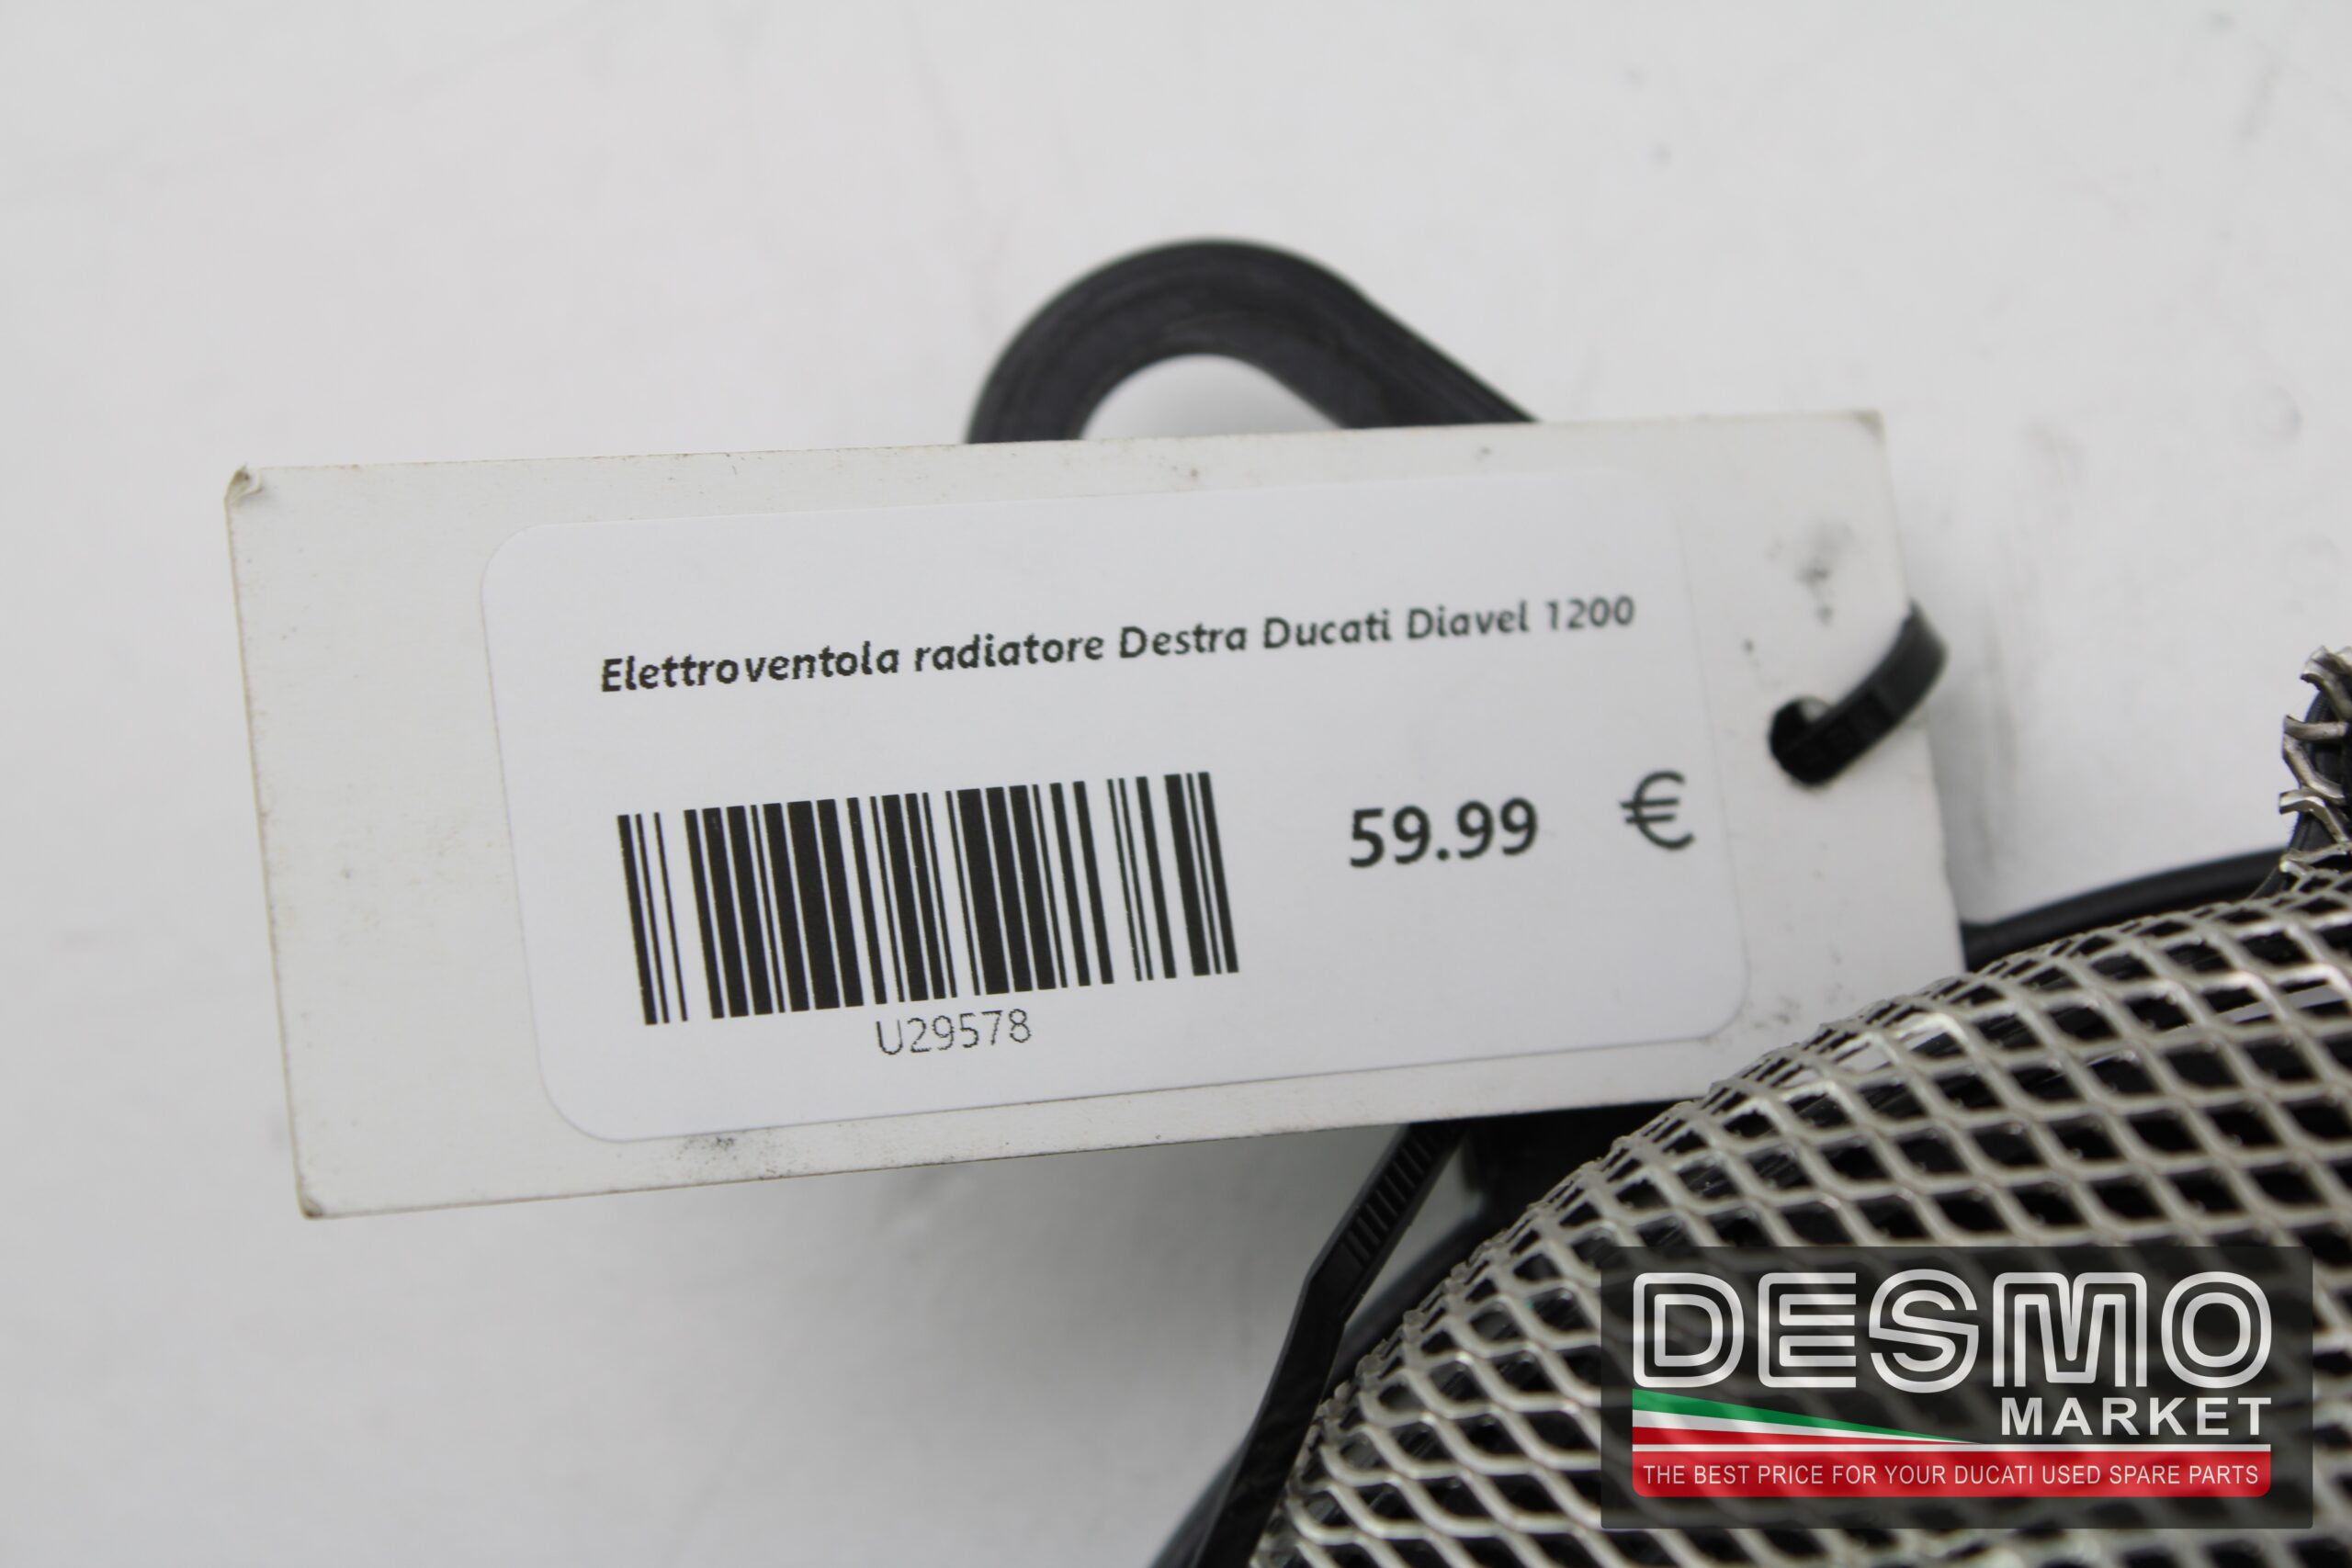 Elettroventola radiatore Destra Ducati Diavel 1200
59.99 €
U29578
DESMO
MARKET
THE BEST PRICE FOR YOUR DUCATI USED SPARE PARTS